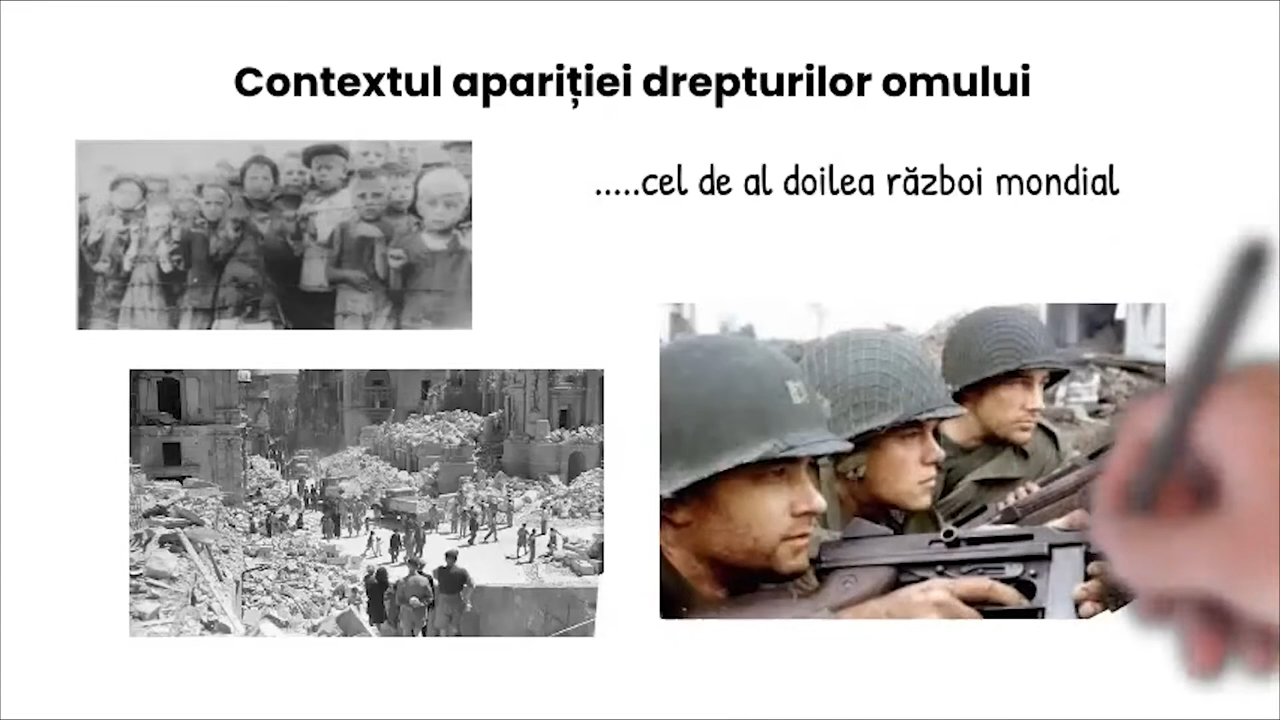 Contextul apariției drepturilor omului
.....cel de al doilea război mondial